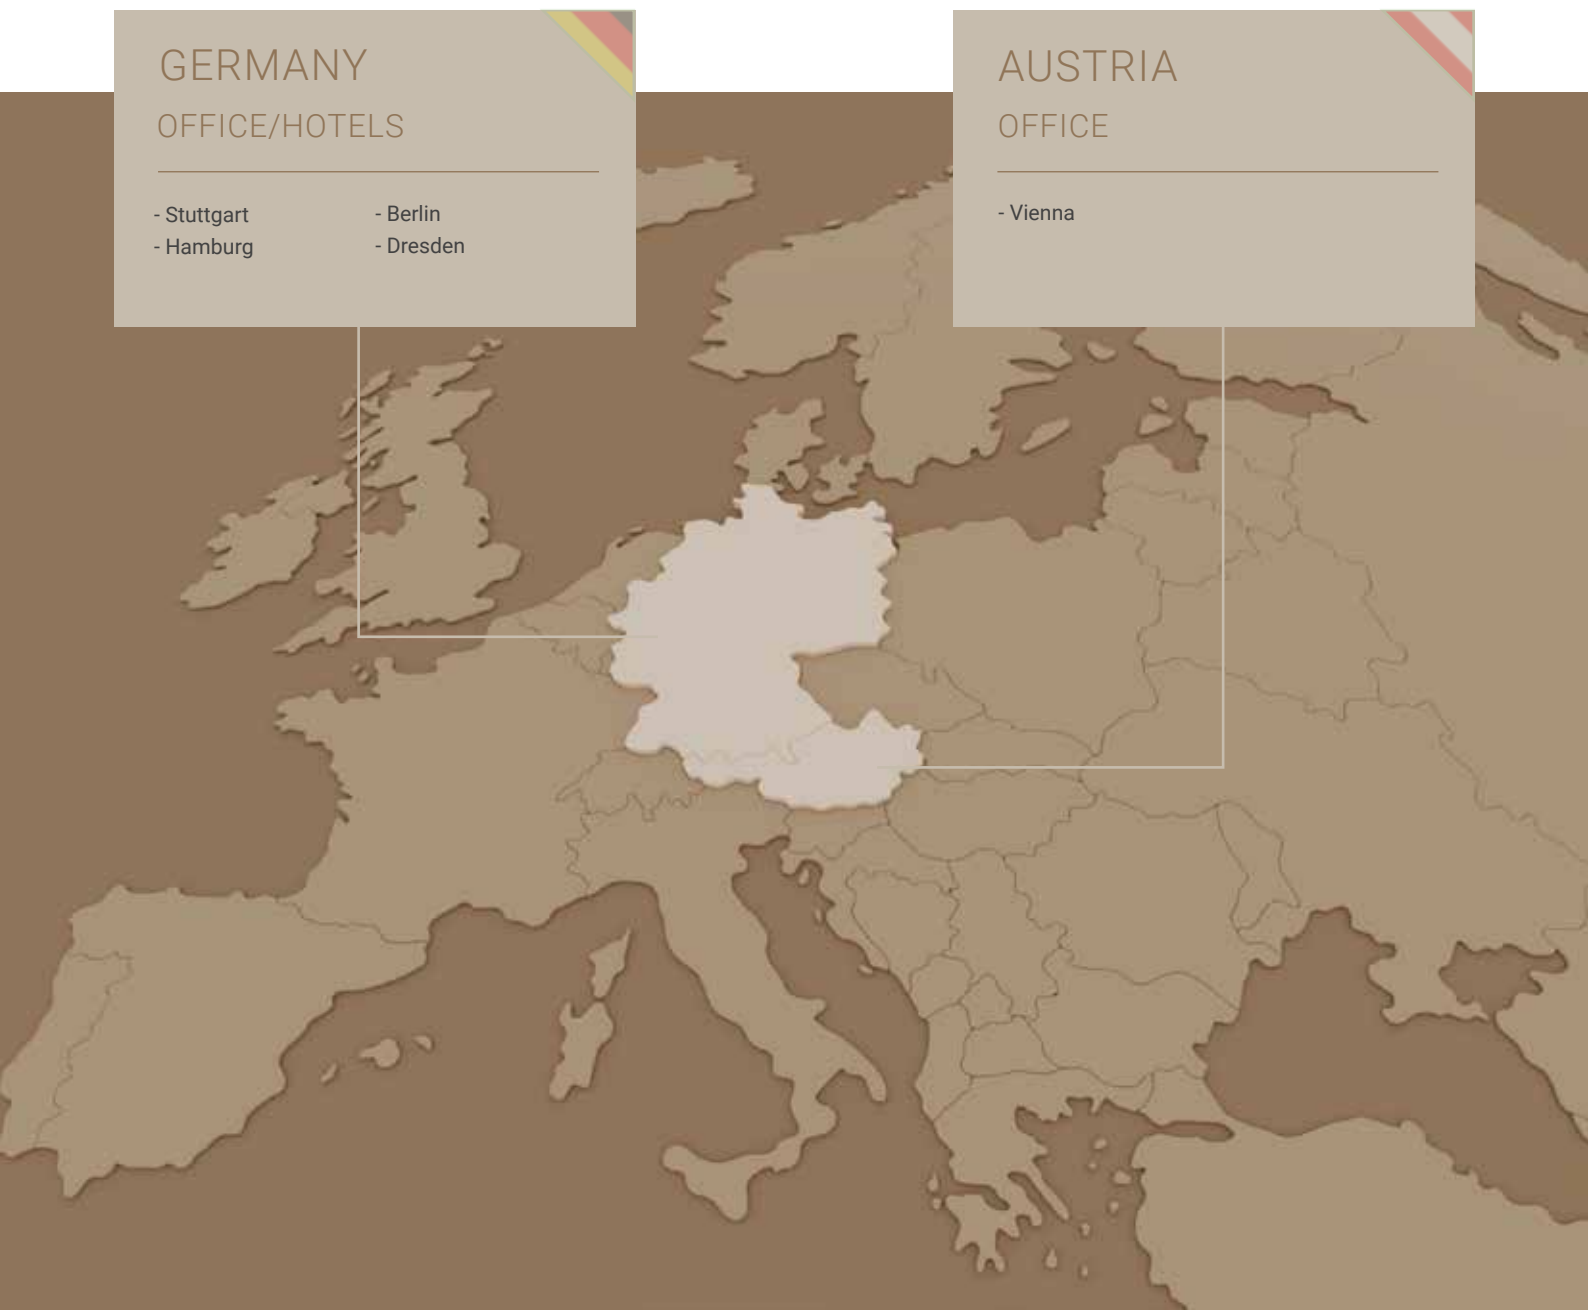 GERMANY
OFFICE/HOTELS
- Stuttgart
- Hamburg
- Berlin
- Dresden
AUSTRIA
OFFICE
- Vienna